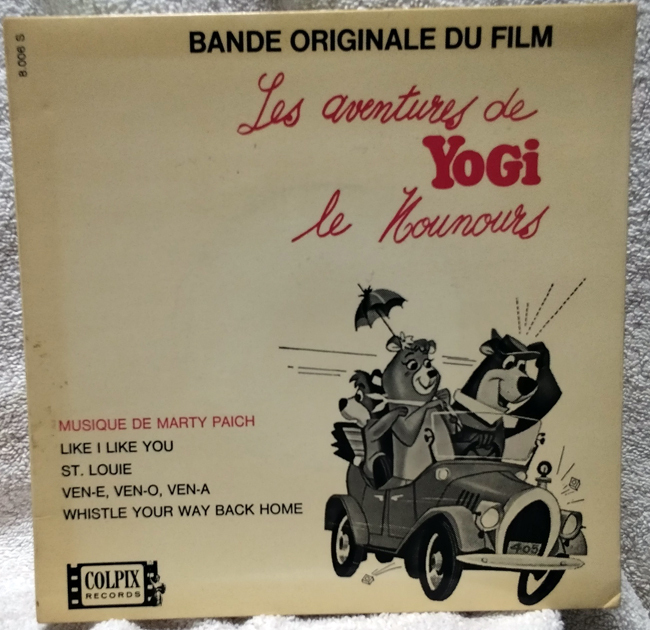 8.006 S
BANDE ORIGINALE DU FILM
Les aventures de
YoGi
le Nounours
MUSIQUE DE MARTY PAICH
LIKE I LIKE YOU
ST. LOUIE
VEN-E, VEN-O, VEN-A
WHISTLE YOUR WAY BACK HOME
405
COLPIX
RECORDS